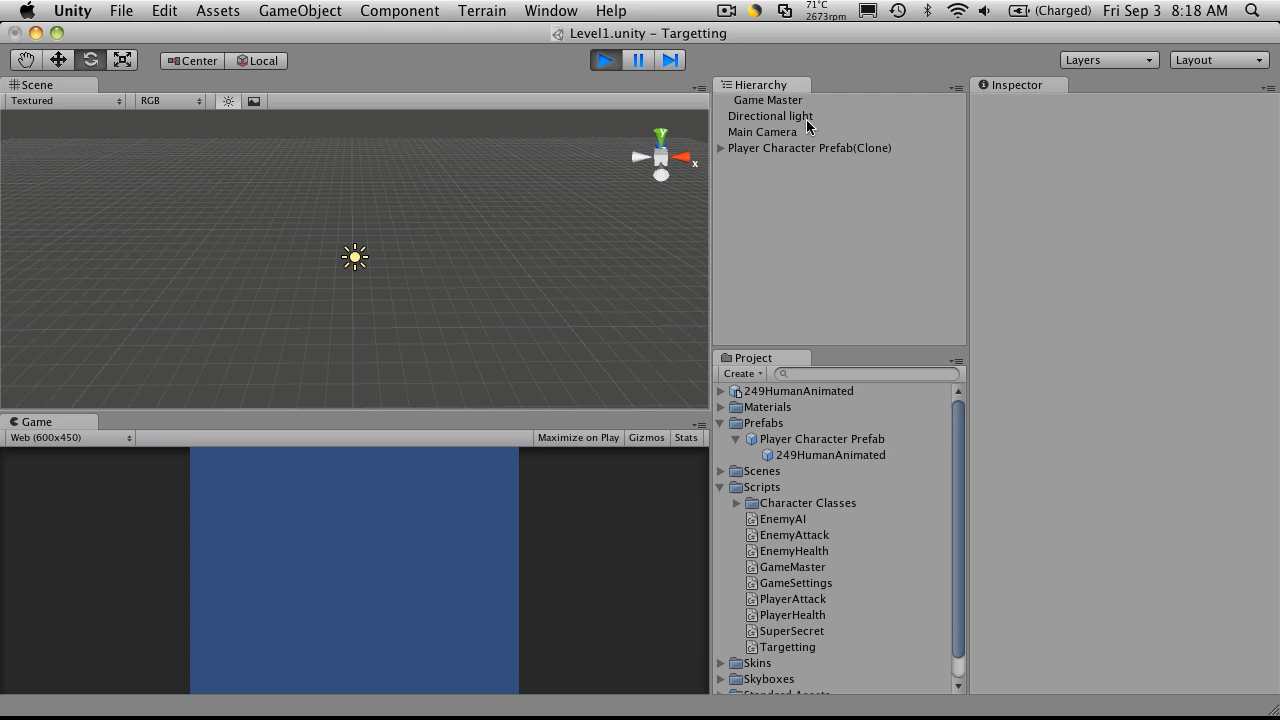 Unity File Edit Assets GameObject Component Terrain Window Help 71°C 2673rpm (Charged) Fri Sep 3 8:18 AM
Level1.unity – Targetting
Center Local Layers Layout
Scene
Textured RGB
y
x
Hierarchy
Game Master
Directional light
Main Camera
Player Character Prefab(Clone)
Inspector
Game
Web (600x450) Maximize on Play Gizmos Stats
Project
Create
249HumanAnimated
Materials
Prefabs
Player Character Prefab
249HumanAnimated
Scenes
Scripts
Character Classes
EnemyAI
EnemyAttack
EnemyHealth
GameMaster
GameSettings
PlayerAttack
PlayerHealth
SuperSecret
Targetting
Skins
Skyboxes